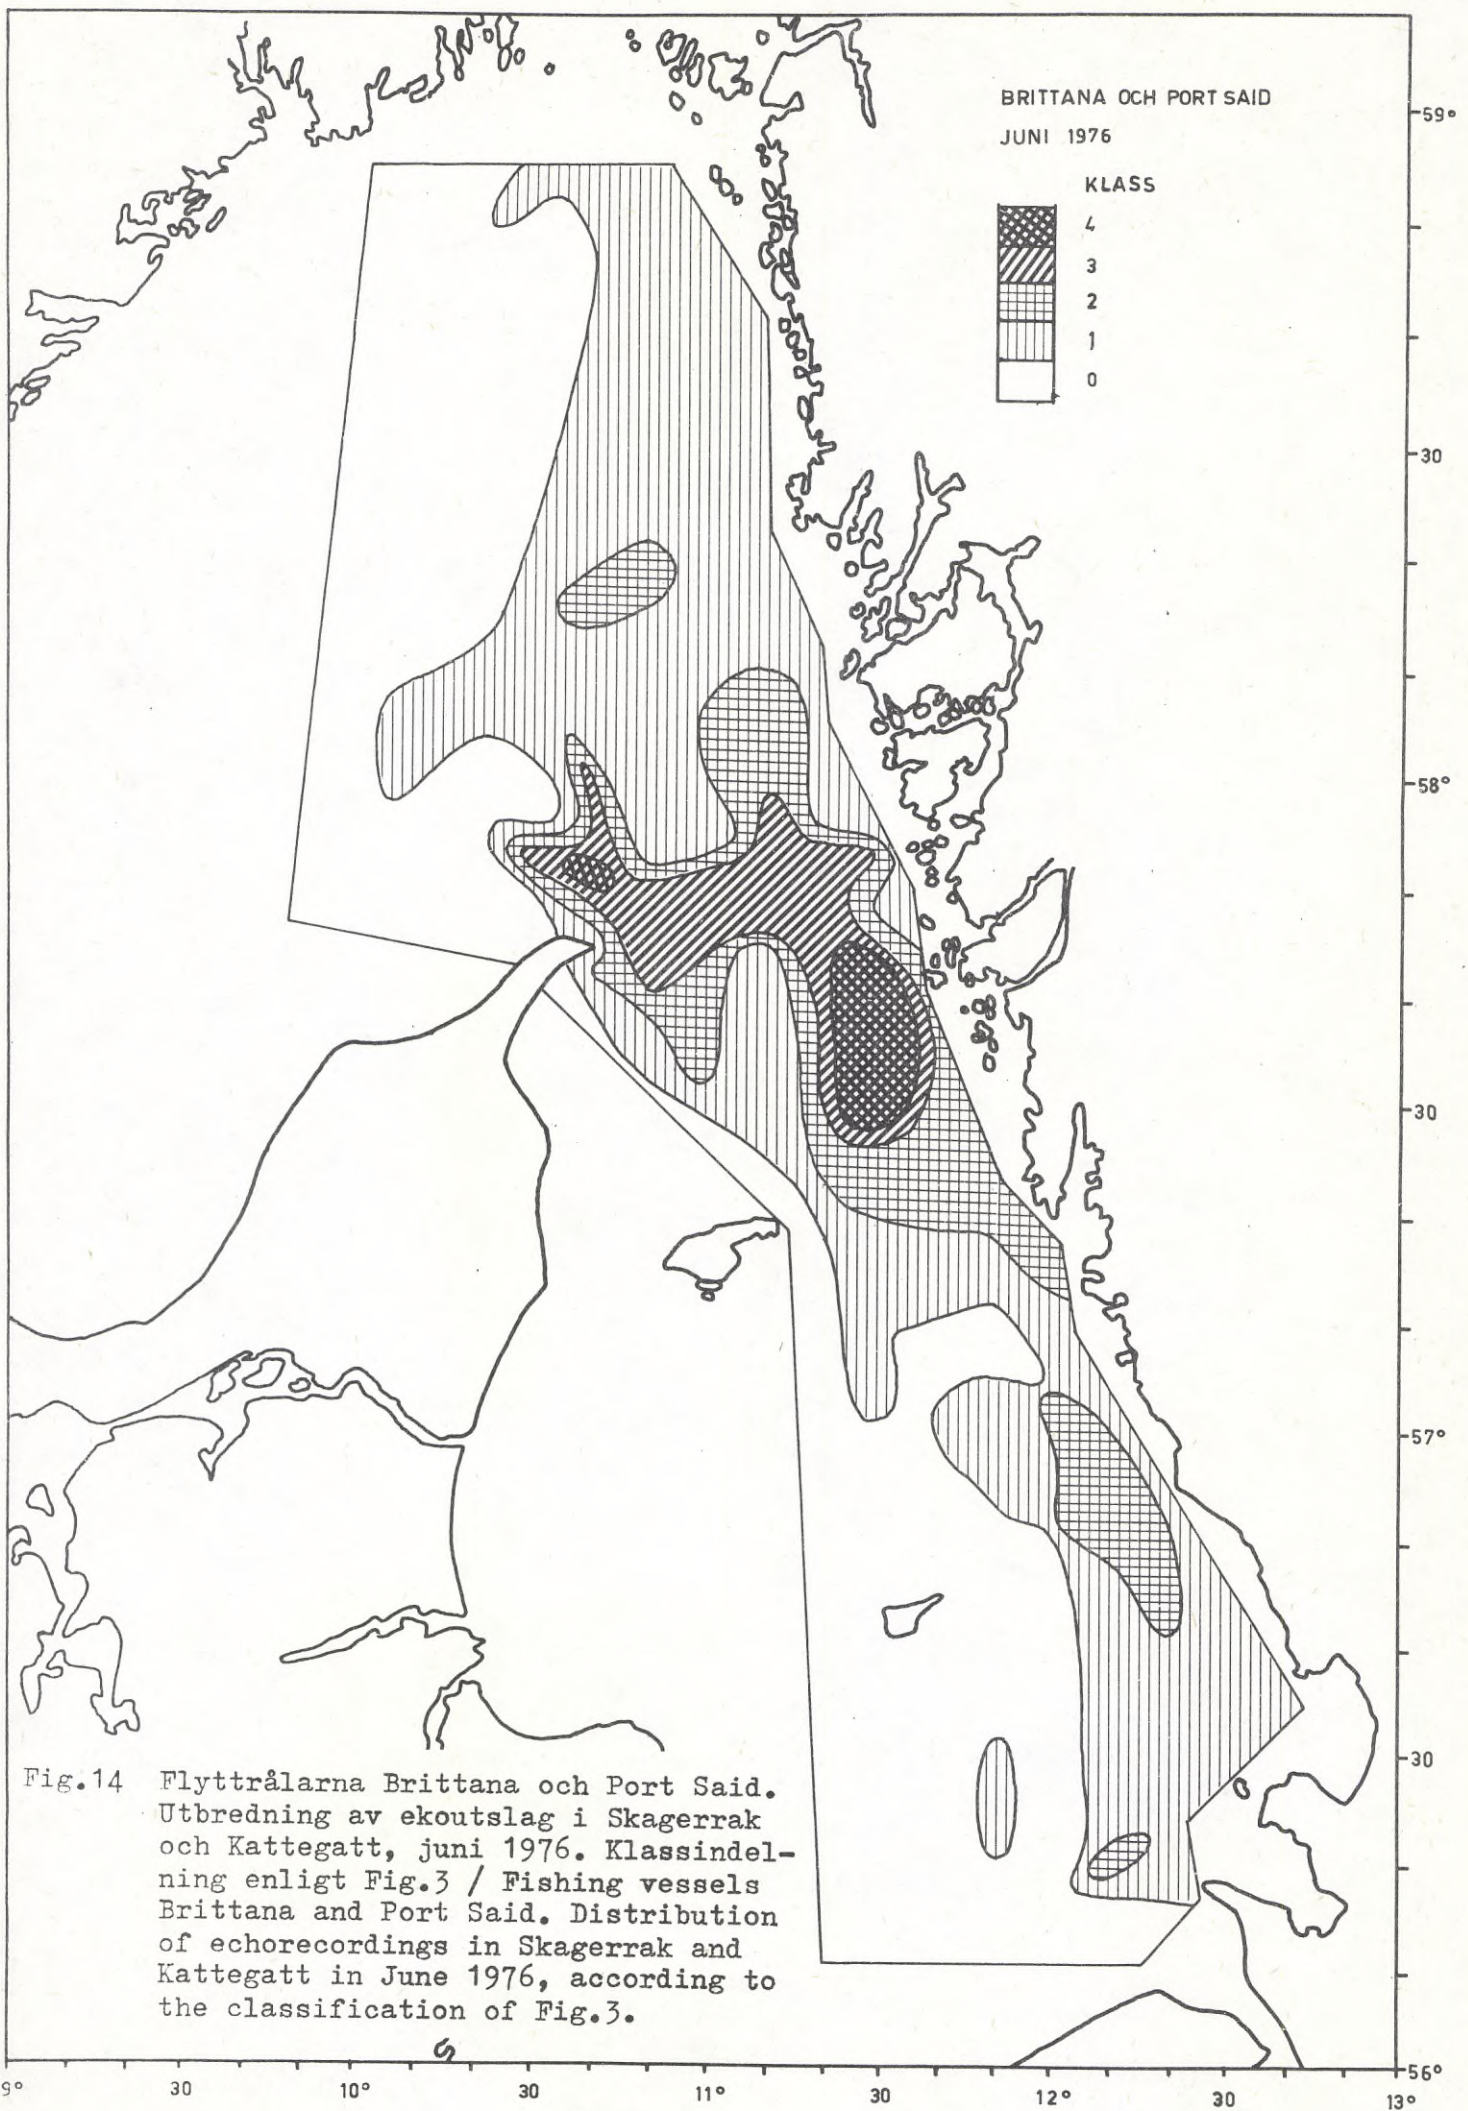 BRITTANA OCH PORT SAID
JUNI 1976
KLASS
4
3
2
1
0
59°
30
58°
30
57°
30
56°
Fig.14 Flyttrålarna Brittana och Port Said.
Utbredning av ekoutslag i Skagerrak
och Kattegatt, juni 1976. Klassindel-
ning enligt Fig.3 / Fishing vessels
Brittana and Port Said. Distribution
of echorecordings in Skagerrak and
Kattegatt in June 1976, according to
the classification of Fig.3.
9° 30 10° 30 11° 30 12° 30 13°